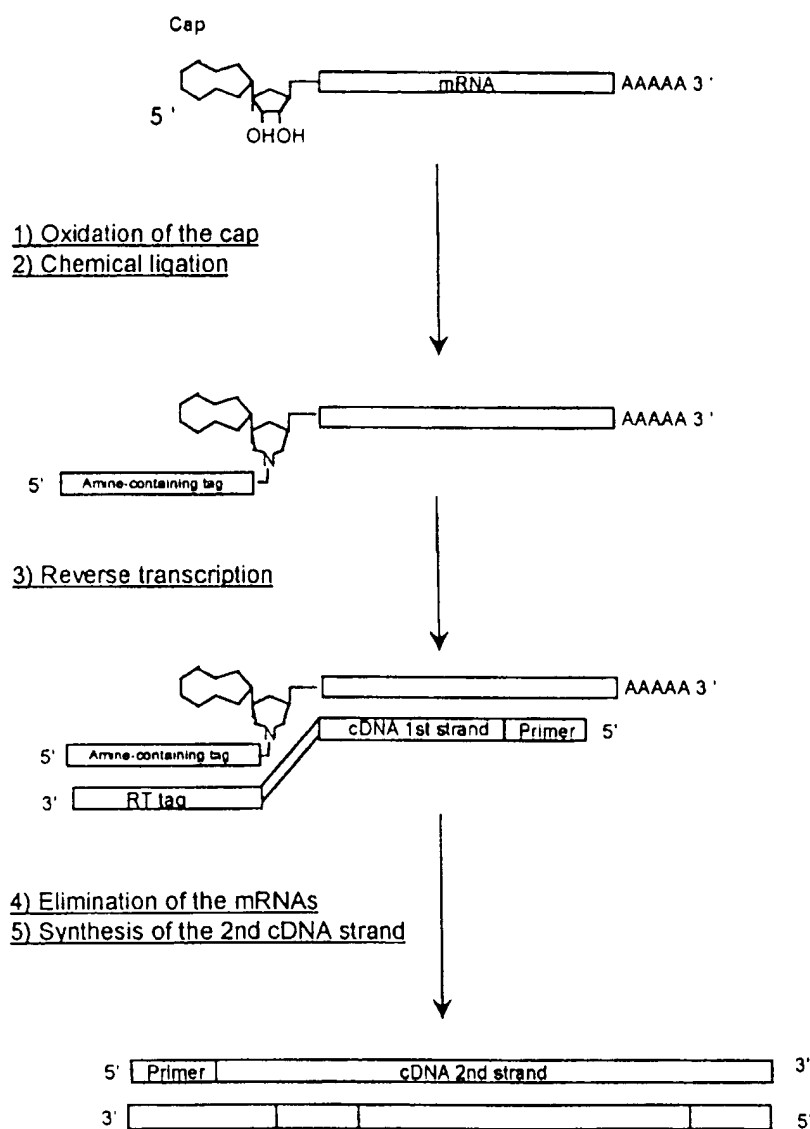 Cap
mRNA AAAAA 3 '
5 '
OHOH
1) Oxidation of the cap
2) Chemical ligation
AAAAA 3 '
N
5' Amine-containing tag
3) Reverse transcription
AAAAA 3 '
N
cDNA 1st strand Primer 5'
5' Amine-containing tag
3' RT tag
4) Elimination of the mRNAs
5) Synthesis of the 2nd cDNA strand
5' Primer cDNA 2nd strand 3'
3' 5'